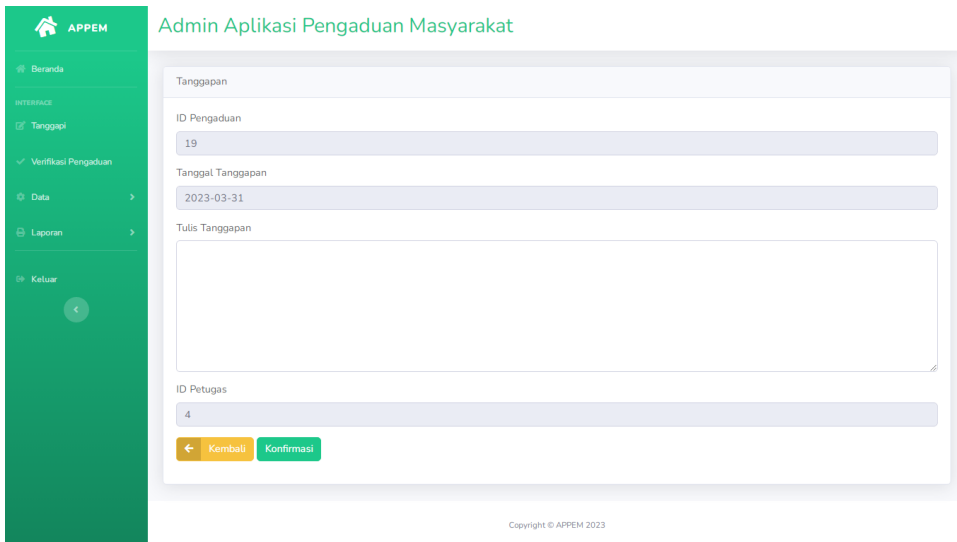 APPEM
Beranda
INTERFACE
Tanggapi
Verifikasi Pengaduan
Data
Laporan
Keluar
Admin Aplikasi Pengaduan Masyarakat
Tanggapan
ID Pengaduan
19
Tanggal Tanggapan
2023-03-31
Tulis Tanggapan
ID Petugas
4
Kembali Konfirmasi
Copyright © APPEM 2023